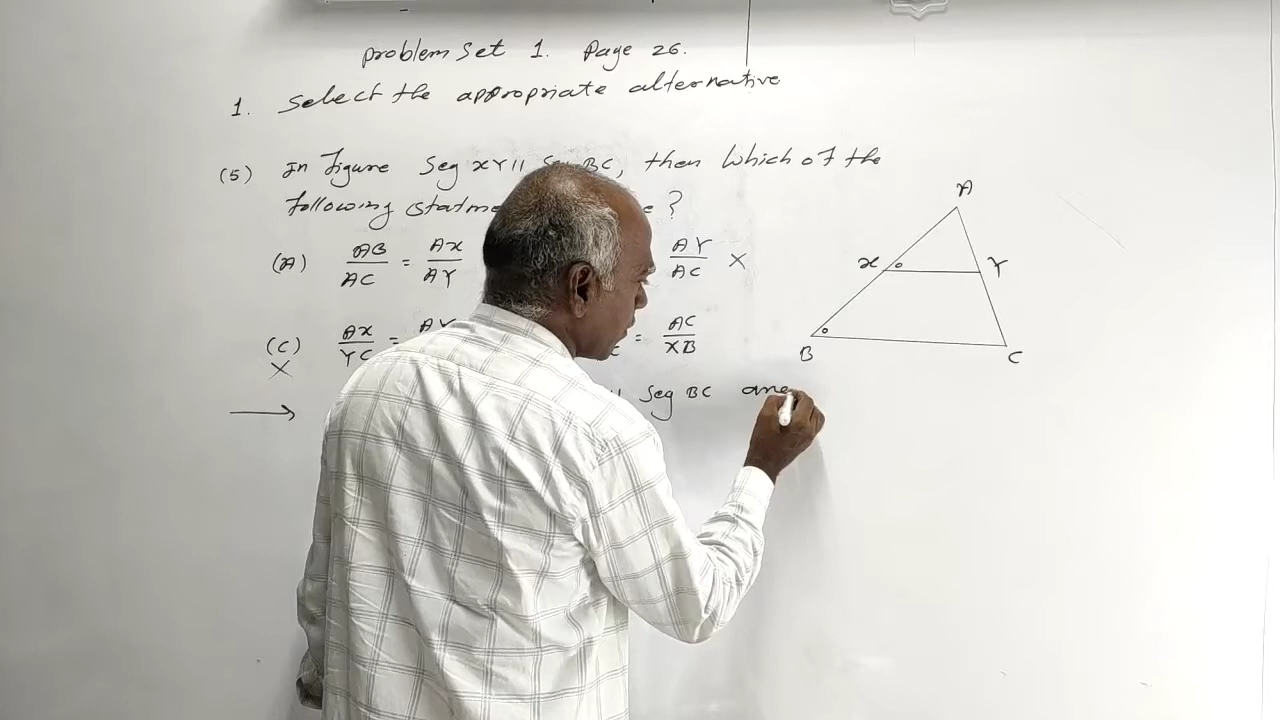 problem set 1. Page 26.
1. Select the appropriate alternative
(5) In figure Seg XY || BC, then which of the
following ?
(A) AB/AC = AX/AY AY/AC X
(C) AX/YC = = AC/XB
X
→ Seg BC and
A
X Y
B C